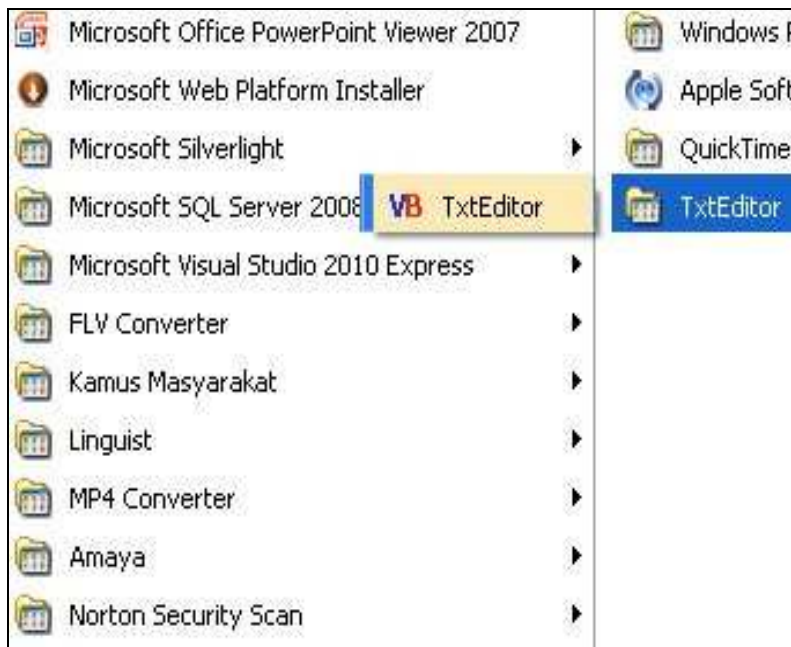 Microsoft Office PowerPoint Viewer 2007
Microsoft Web Platform Installer
Microsoft Silverlight
Microsoft SQL Server 2008
Microsoft Visual Studio 2010 Express
FLV Converter
Kamus Masyarakat
Linguist
MP4 Converter
Amaya
Norton Security Scan
VB TxtEditor
Windows
Apple Soft
QuickTime
TxtEditor